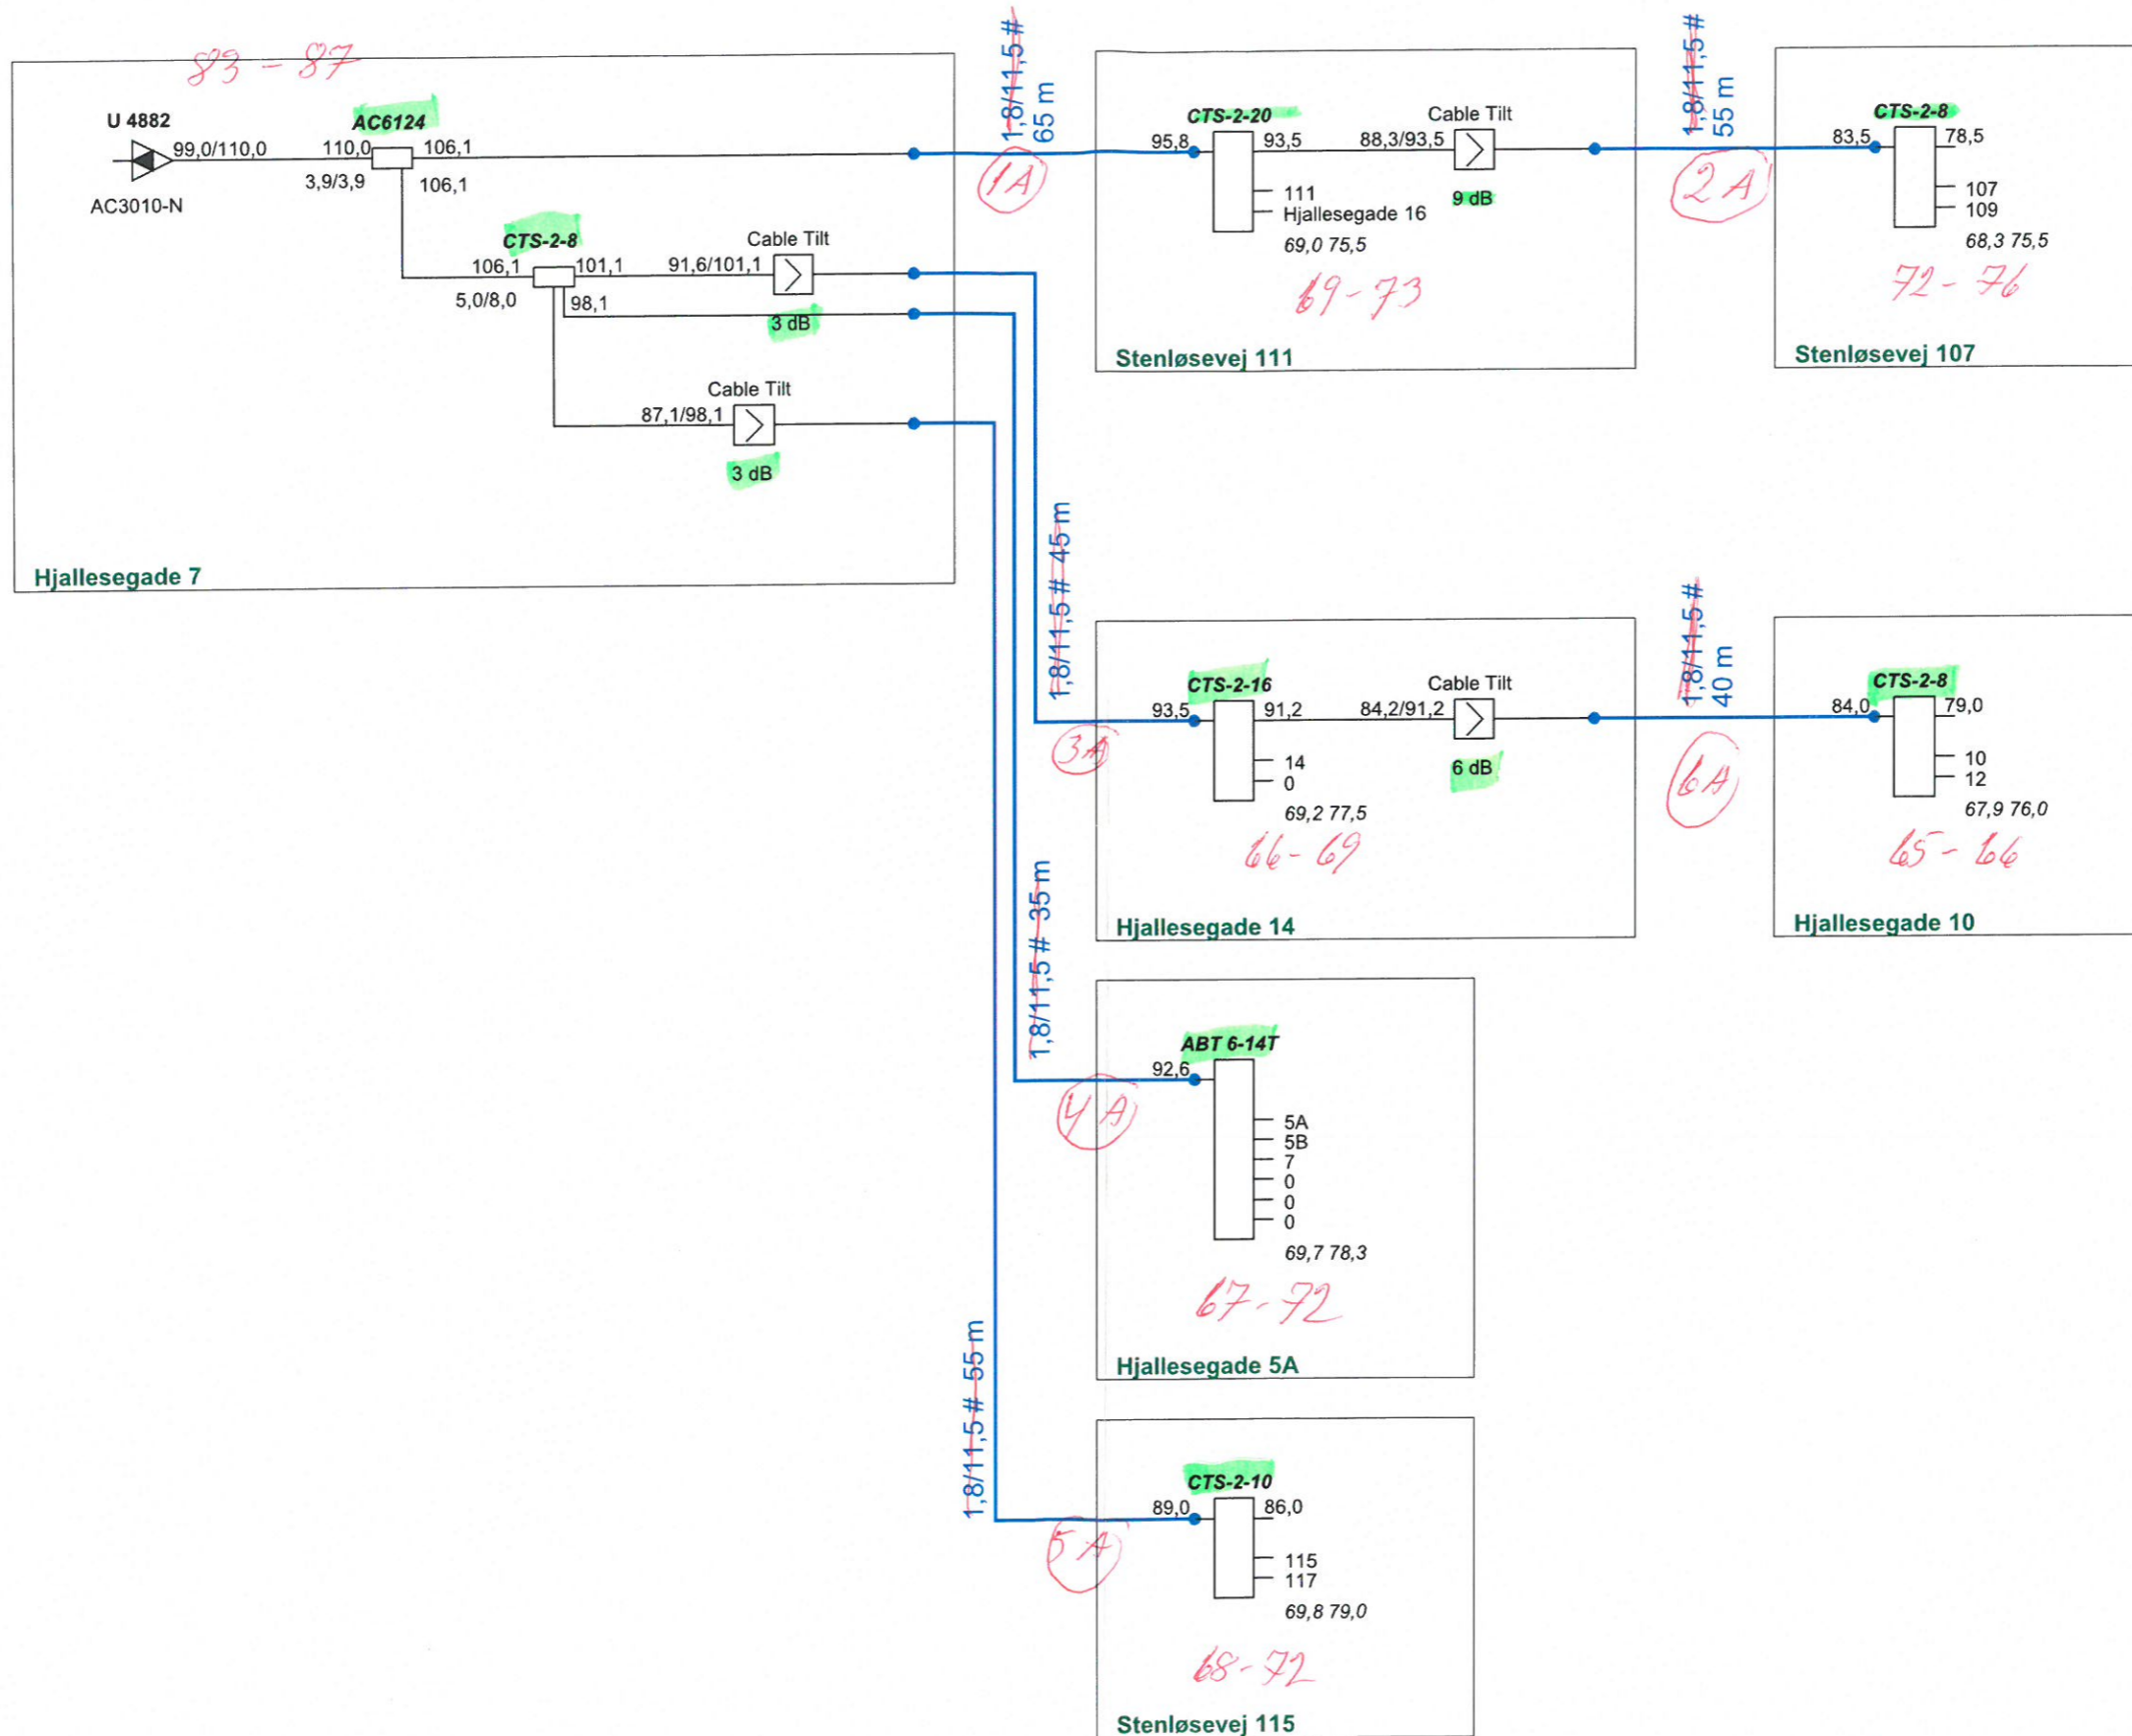 83 - 87
U 4882
99,0/110,0
AC3010-N
AC6124
110,0
106,1
3,9/3,9
106,1
CTS-2-8
106,1
101,1
5,0/8,0
98,1
91,6/101,1
Cable Tilt
3 dB
Cable Tilt
87,1/98,1
3 dB
Hjallesegade 7
1,8/11,5 #
65 m
1A
CTS-2-20
95,8
93,5
88,3/93,5
Cable Tilt
9 dB
111
Hjallesegade 16
69,0 75,5
69-73
Stenløsevej 111
1,8/11,5 #
55 m
2A
CTS-2-8
83,5
78,5
107
109
68,3 75,5
72-76
Stenløsevej 107
1,8/11,5 # 45 m
3A
CTS-2-16
93,5
91,2
84,2/91,2
Cable Tilt
6 dB
14
0
69,2 77,5
66-69
Hjallesegade 14
1,8/11,5 #
40 m
6A
CTS-2-8
84,0
79,0
10
12
67,9 76,0
65-66
Hjallesegade 10
1,8/11,5 # 35 m
4A
ABT 6-14T
92,6
5A
5B
7
0
0
0
69,7 78,3
67-72
Hjallesegade 5A
1,8/11,5 # 55 m
5A
CTS-2-10
89,0
86,0
115
117
69,8 79,0
68-72
Stenløsevej 115